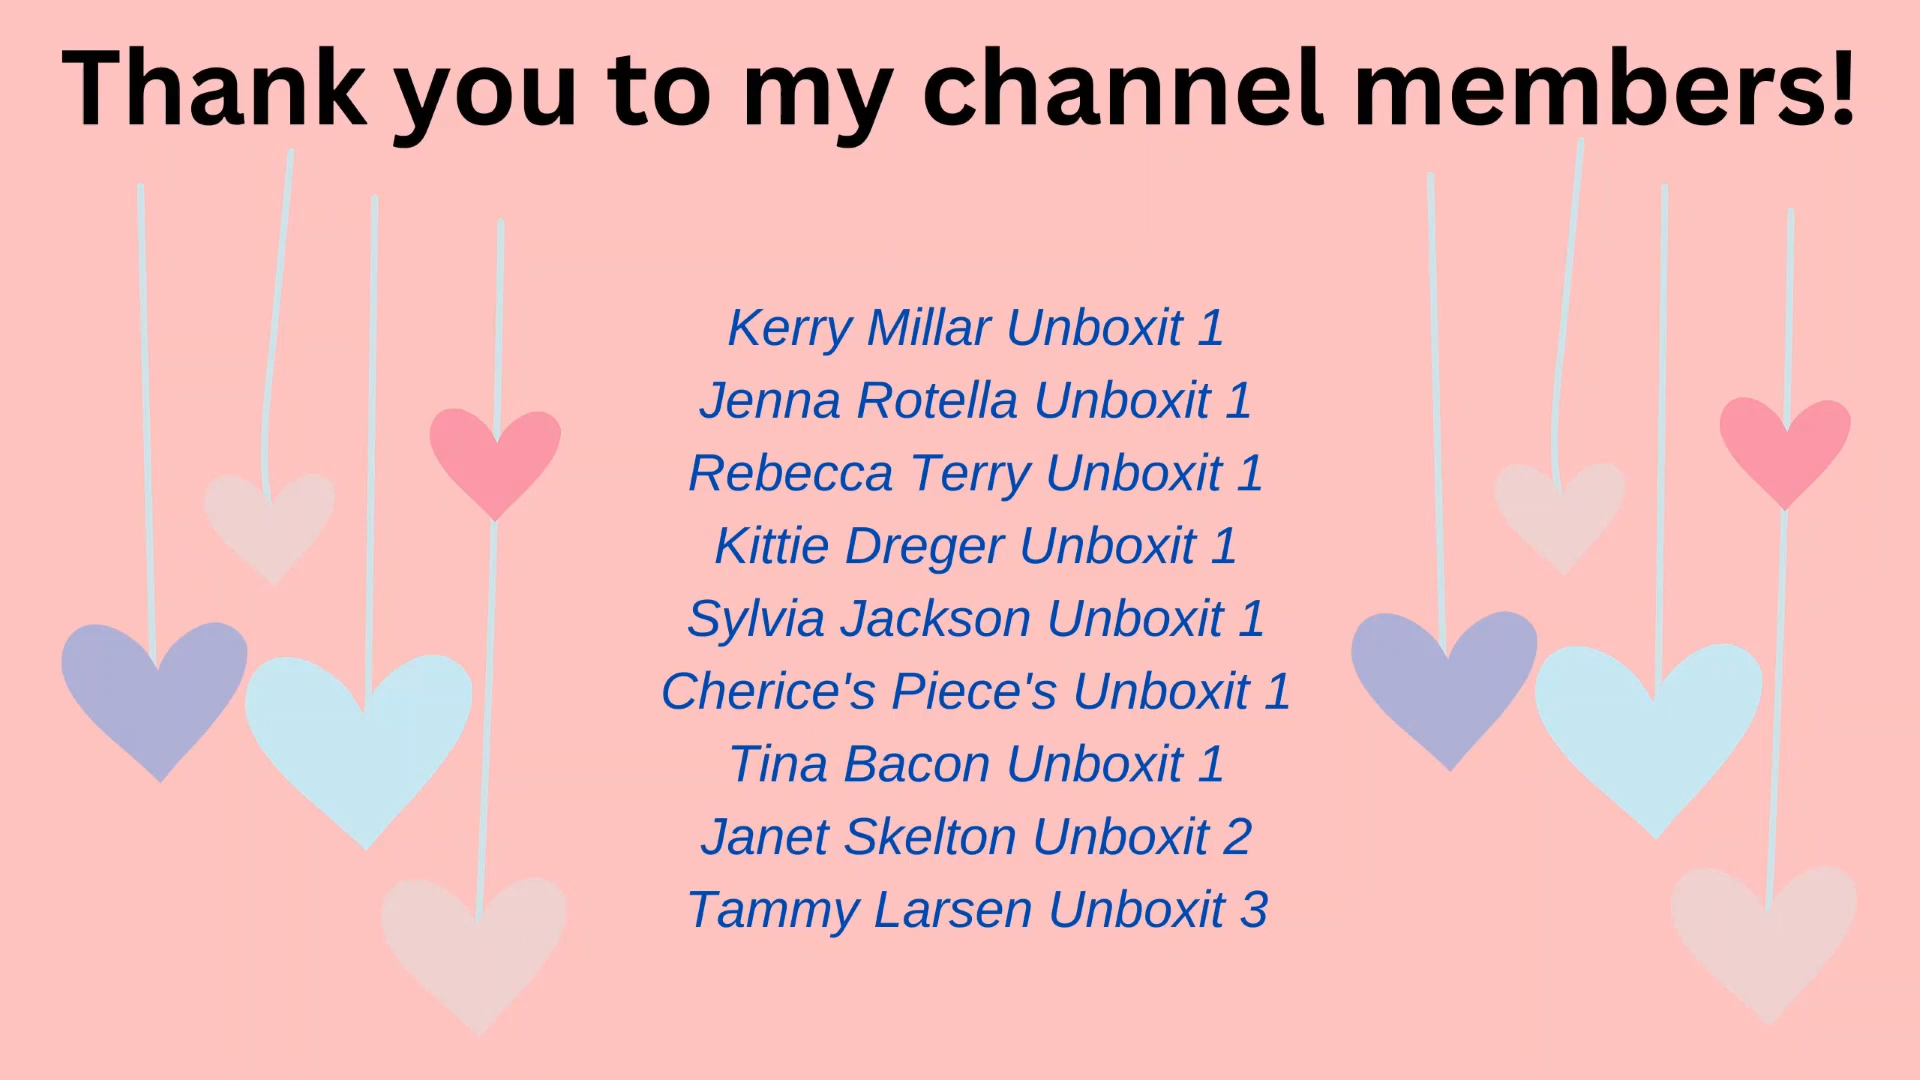 Thank you to my channel members!
Kerry Millar Unboxit 1
Jenna Rotella Unboxit 1
Rebecca Terry Unboxit 1
Kittie Dreger Unboxit 1
Sylvia Jackson Unboxit 1
Cherice's Piece's Unboxit 1
Tina Bacon Unboxit 1
Janet Skelton Unboxit 2
Tammy Larsen Unboxit 3